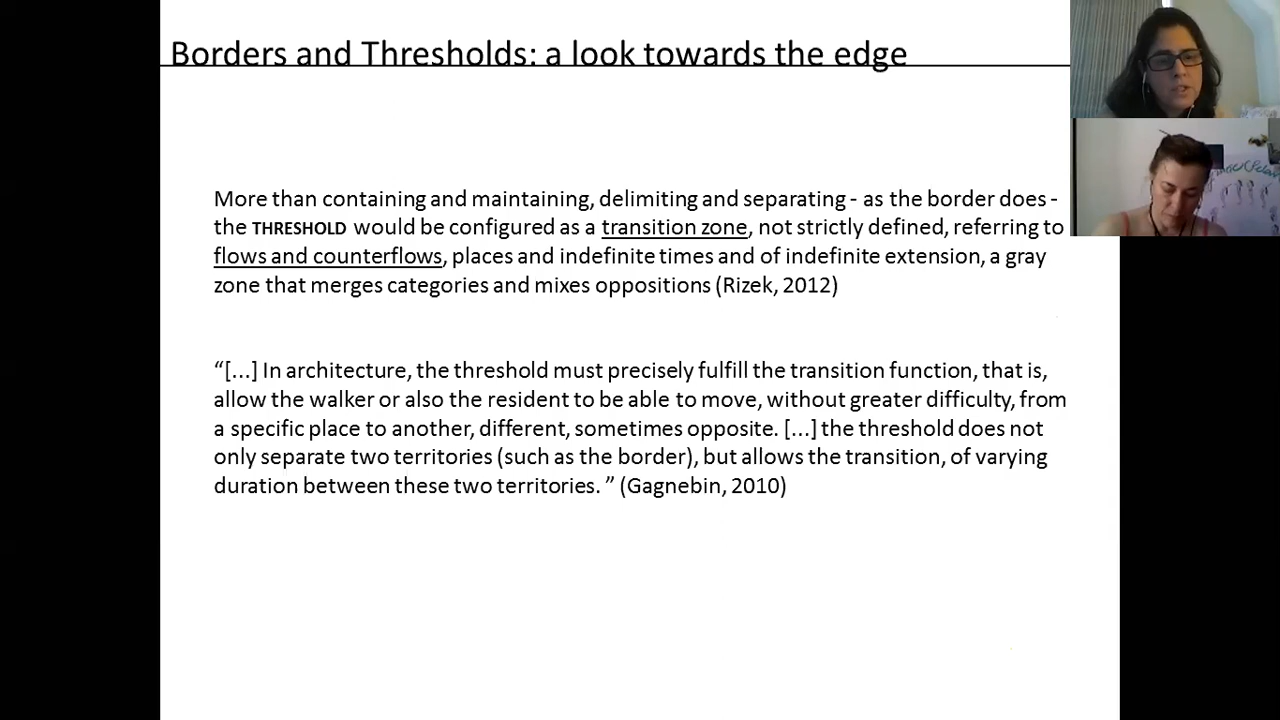 Borders and Thresholds: a look towards the edge
More than containing and maintaining, delimiting and separating - as the border does -
the THRESHOLD would be configured as a transition zone, not strictly defined, referring to
flows and counterflows, places and indefinite times and of indefinite extension, a gray
zone that merges categories and mixes oppositions (Rizek, 2012)
“[...] In architecture, the threshold must precisely fulfill the transition function, that is,
allow the walker or also the resident to be able to move, without greater difficulty, from
a specific place to another, different, sometimes opposite. [...] the threshold does not
only separate two territories (such as the border), but allows the transition, of varying
duration between these two territories. ” (Gagnebin, 2010)